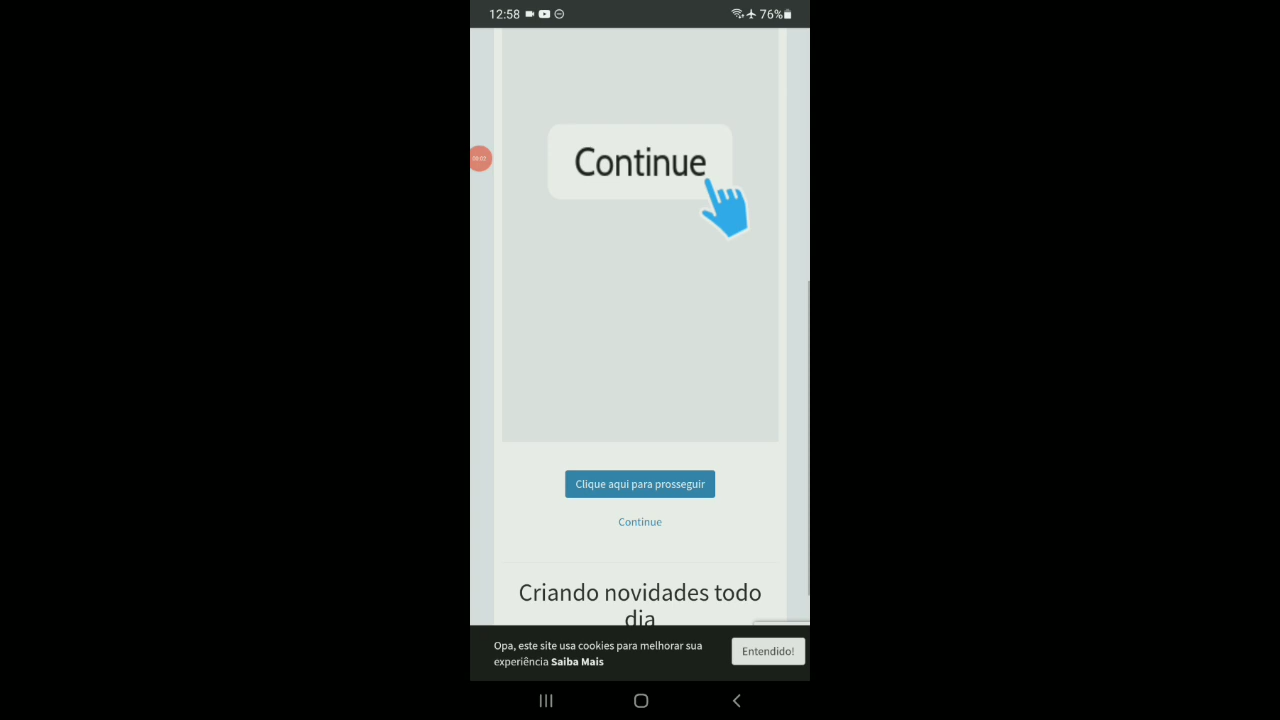 12:58
76%
Continue
Clique aqui para prosseguir
Continue
Criando novidades todo
dia
Opa, este site usa cookies para melhorar sua
experiência Saiba Mais
Entendido!